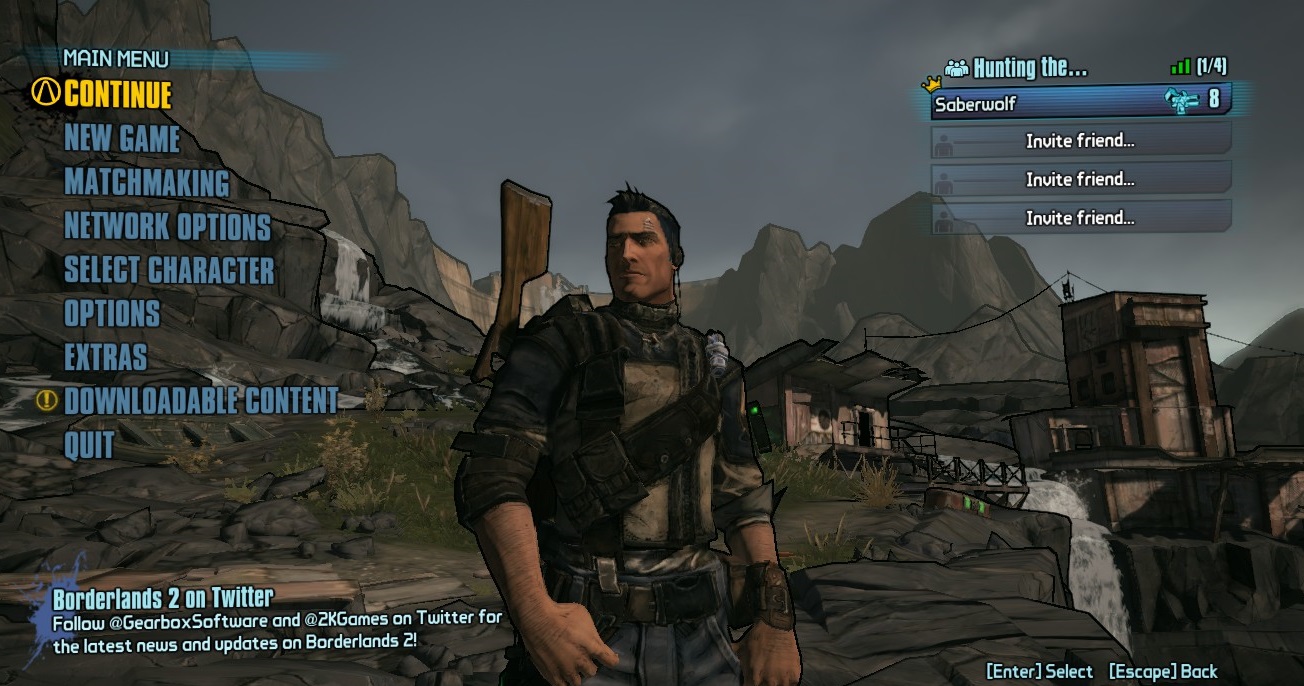 MAIN MENU
CONTINUE
NEW GAME
MATCHMAKING
NETWORK OPTIONS
SELECT CHARACTER
OPTIONS
EXTRAS
DOWNLOADABLE CONTENT
QUIT
Hunting the... (1/4)
Saberwolf 8
Invite friend...
Invite friend...
Invite friend...
Borderlands 2 on Twitter
Follow @GearboxSoftware and @2KGames on Twitter for
the latest news and updates on Borderlands 2!
[Enter] Select [Escape] Back